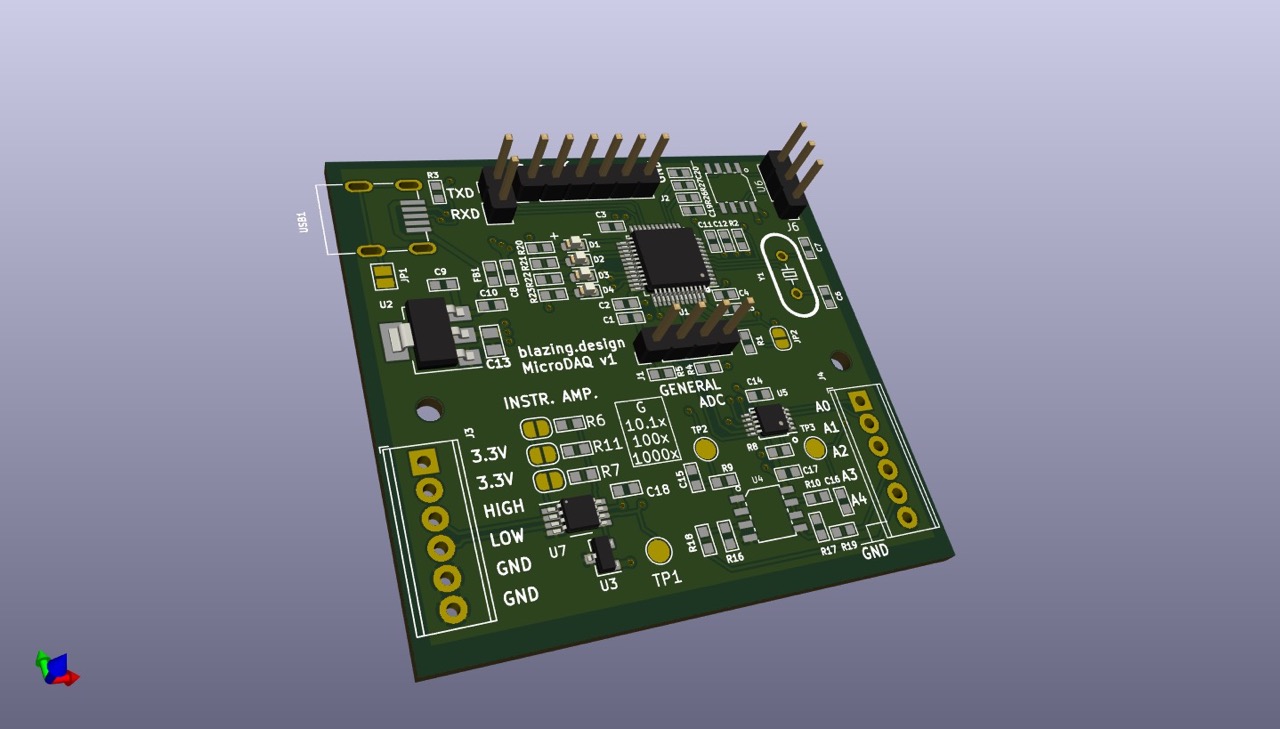 R3
TXD
RXD
USB1
J2
C20
U6
J6
C3
C11 C12 R2
C7
R20
R21
R22
R23
D1
D2
D3
D4
+
-
JP1
C9
FB1
C8
U2
C10
C2
C1
C4
Y1
C6
C13
blazing.design
MicroDAQ v1
R1
JP2
J1
R5
R4
J4
INSTR. AMP.
GENERAL
ADC
C14
U5
G
10.1x
100x
1000x
R6
R11
R7
C18
TP2
TP3
J3
3.3V
3.3V
HIGH
LOW
GND
GND
A0
A1
A2
A3
A4
GND
R8
C17
C15
R9
U4
R10 C16
R18
R16
R17 R19
U7
U3
TP1